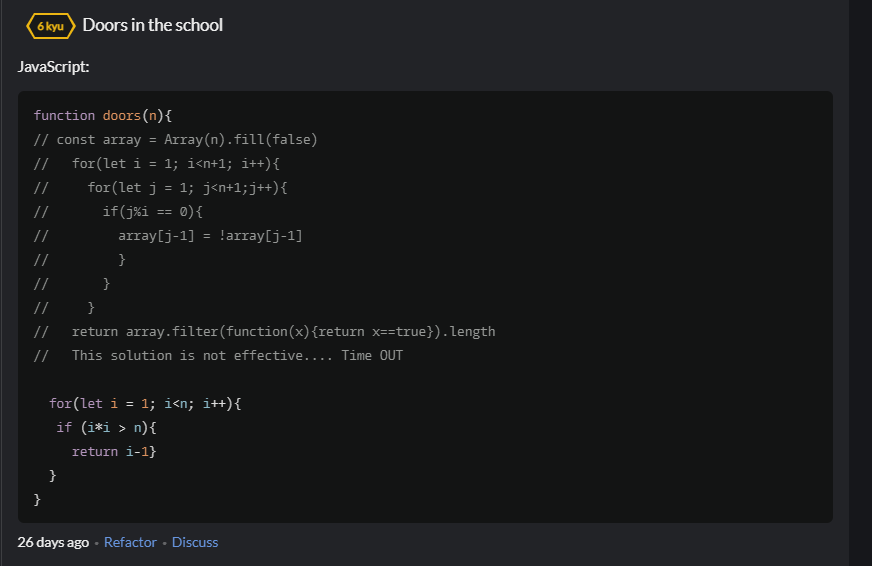 6 kyu Doors in the school
JavaScript:
function doors(n){
// const array = Array(n).fill(false)
//   for(let i = 1; i<n+1; i++){
//     for(let j = 1; j<n+1;j++){
//       if(j%i == 0){
//         array[j-1] = !array[j-1]
//         }
//       }
//     }
//   return array.filter(function(x){return x==true}).length
//   This solution is not effective.... Time OUT
  for(let i = 1; i<n; i++){
   if (i*i > n){
     return i-1}
  }
}
26 days ago • Refactor • Discuss